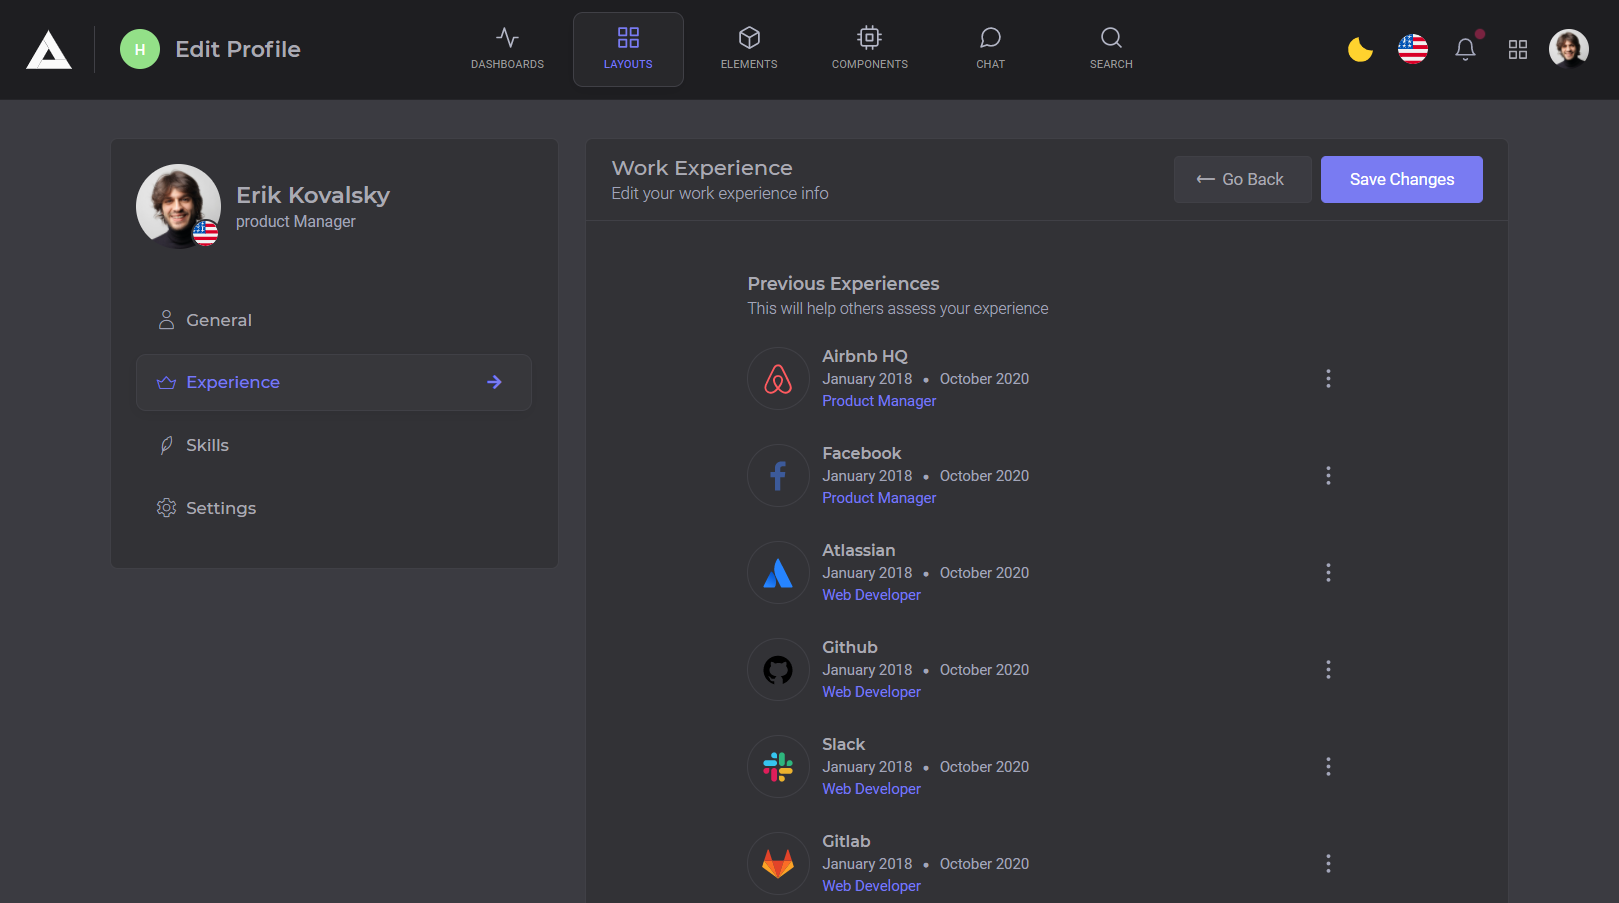 H
Edit Profile
DASHBOARDS
LAYOUTS
ELEMENTS
COMPONENTS
CHAT
SEARCH
Erik Kovalsky
product Manager
General
Experience
Skills
Settings
Work Experience
Edit your work experience info
Go Back
Save Changes
Previous Experiences
This will help others assess your experience
Airbnb HQ
January 2018 • October 2020
Product Manager
Facebook
January 2018 • October 2020
Product Manager
Atlassian
January 2018 • October 2020
Web Developer
Github
January 2018 • October 2020
Web Developer
Slack
January 2018 • October 2020
Web Developer
Gitlab
January 2018 • October 2020
Web Developer